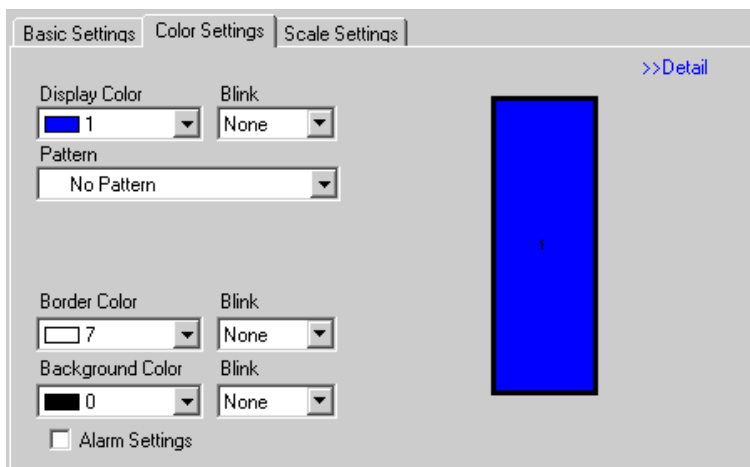 Basic Settings Color Settings Scale Settings
>>Detail
Display Color Blink
1 None
Pattern
No Pattern
1
Border Color Blink
7 None
Background Color Blink
0 None
Alarm Settings